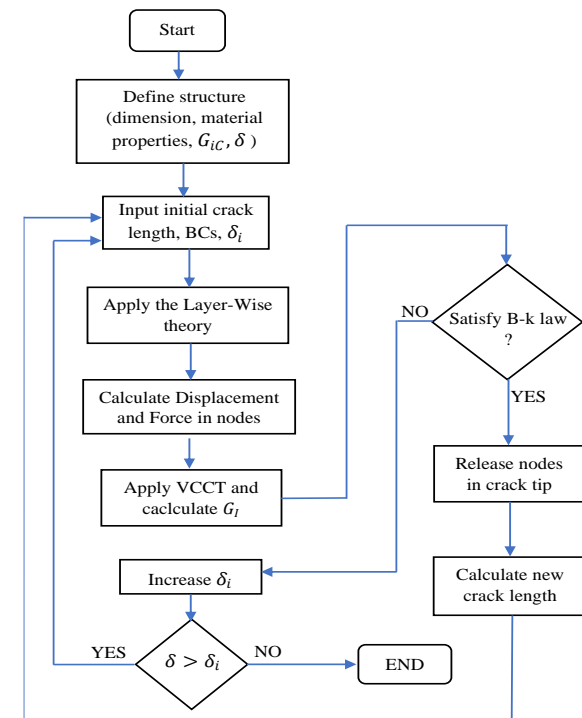 Start
Define structure
(dimension, material
properties, G_{iC}, δ )
Input initial crack
length, BCs, δ_i
Apply the Layer-Wise
theory
Calculate Displacement
and Force in nodes
Apply VCCT and
caclculate G_I
NO
Satisfy B-k law
?
YES
Release nodes
in crack tip
Calculate new
crack length
Increase δ_i
YES
δ > δ_i
NO
END